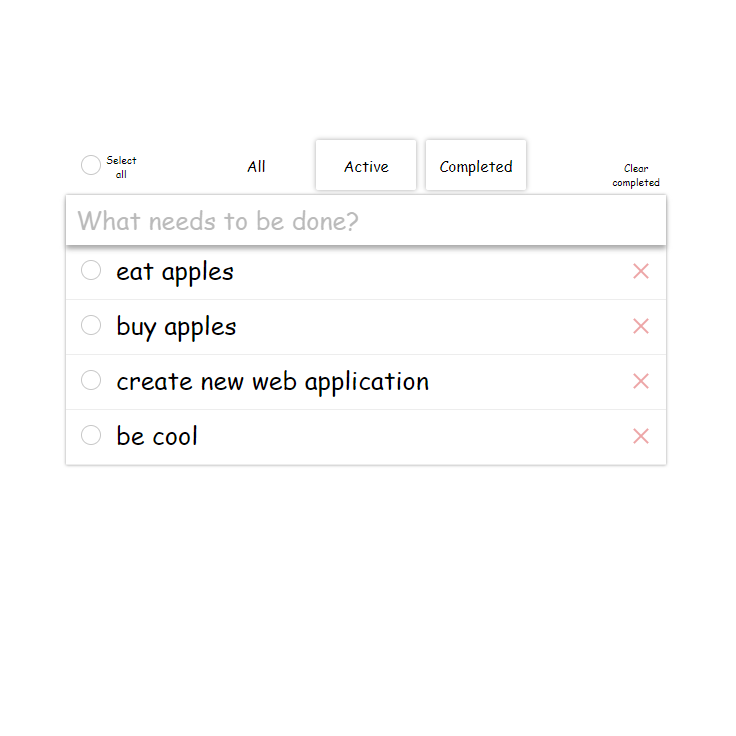 Select
all
All
Active
Completed
Clear
completed
What needs to be done?
eat apples
buy apples
create new web application
be cool